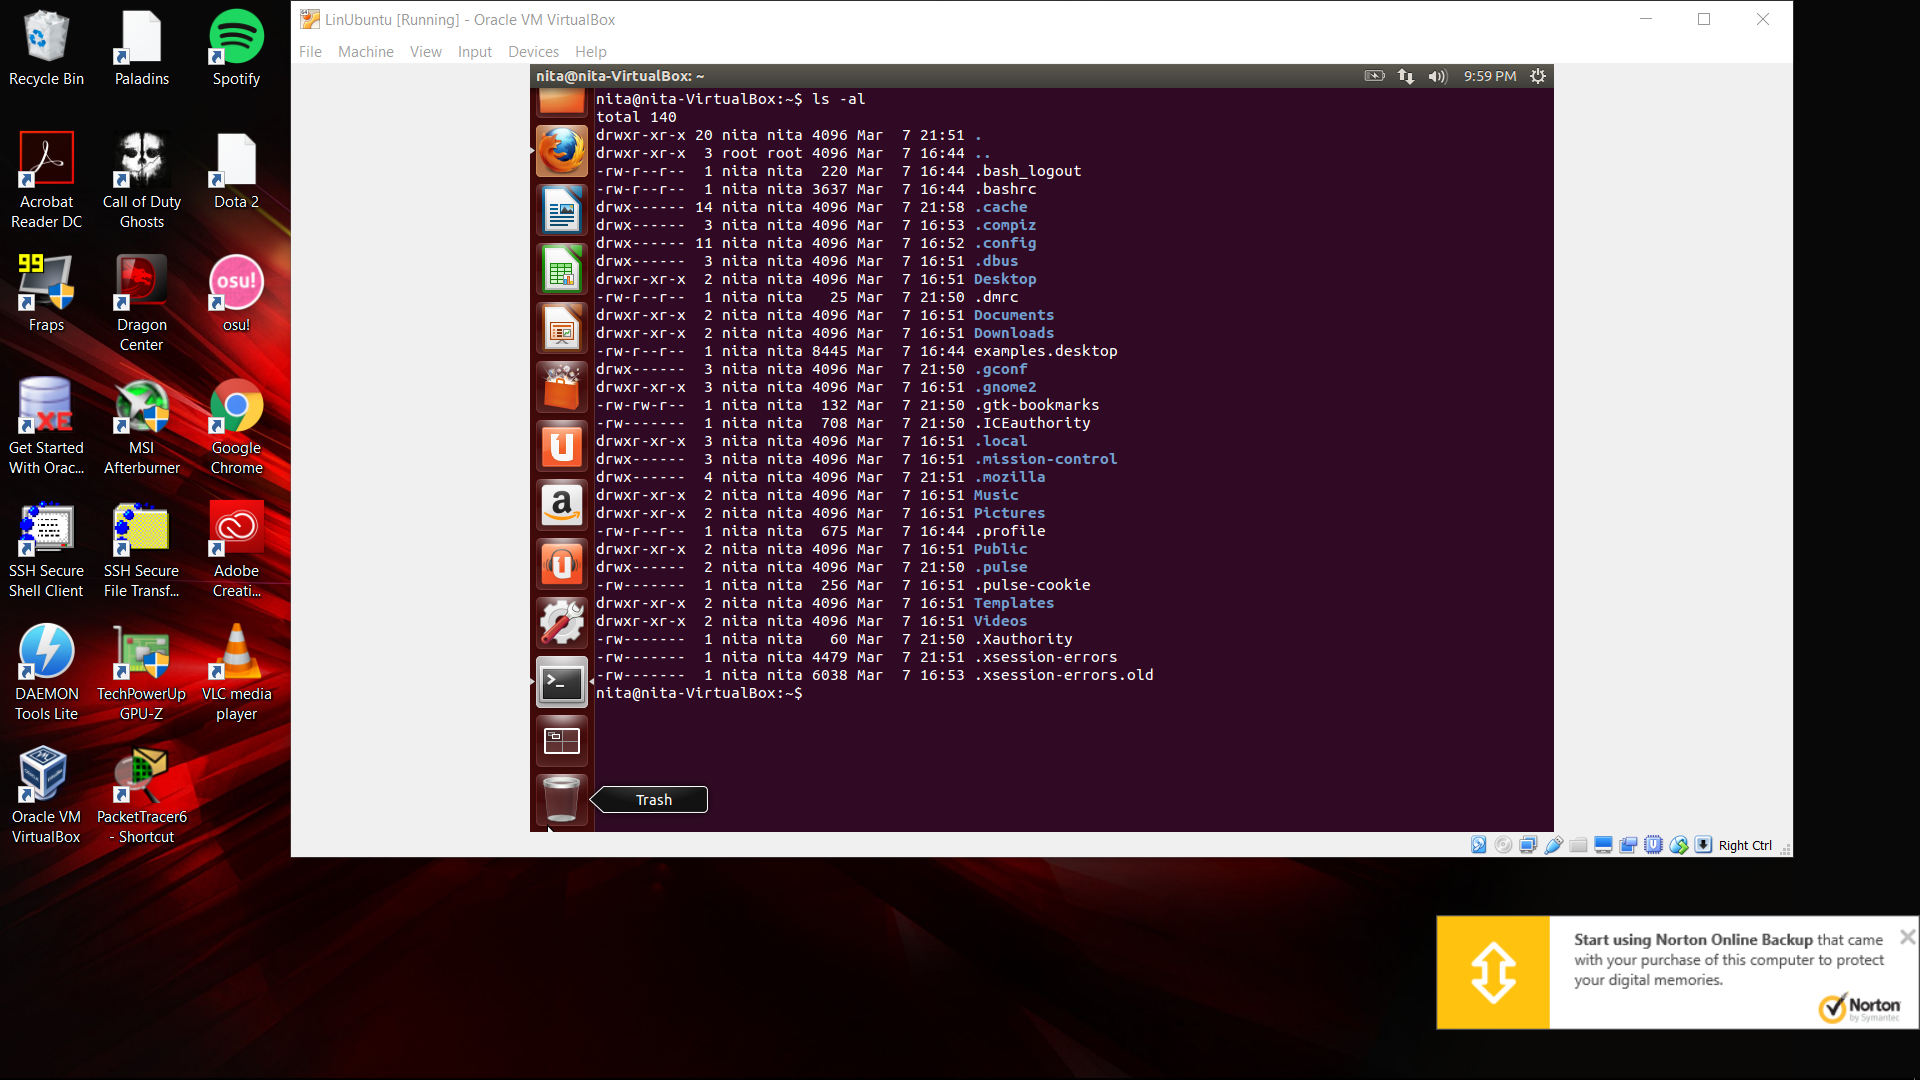 Recycle Bin
Paladins
Spotify
Acrobat
Reader DC
Call of Duty
Ghosts
Dota 2
99
Fraps
Dragon
Center
osu!
osu!
XE
Get Started
With Orac...
MSI
Afterburner
Google
Chrome
SSH Secure
Shell Client
SSH Secure
File Transf...
Adobe
Creati...
DAEMON
Tools Lite
TechPowerUp
GPU-Z
VLC media
player
Oracle VM
VirtualBox
PacketTracer6
- Shortcut
LinUbuntu [Running] - Oracle VM VirtualBox
File Machine View Input Devices Help
nita@nita-VirtualBox: ~ 9:59 PM
nita@nita-VirtualBox:~$ ls -al
total 140
drwxr-xr-x 20 nita nita 4096 Mar  7 21:51 .
drwxr-xr-x  3 root root 4096 Mar  7 16:44 ..
-rw-r--r--  1 nita nita  220 Mar  7 16:44 .bash_logout
-rw-r--r--  1 nita nita 3637 Mar  7 16:44 .bashrc
drwx------ 14 nita nita 4096 Mar  7 21:58 .cache
drwx------  3 nita nita 4096 Mar  7 16:53 .compiz
drwx------ 11 nita nita 4096 Mar  7 16:52 .config
drwx------  3 nita nita 4096 Mar  7 16:51 .dbus
drwxr-xr-x  2 nita nita 4096 Mar  7 16:51 Desktop
-rw-r--r--  1 nita nita   25 Mar  7 21:50 .dmrc
drwxr-xr-x  2 nita nita 4096 Mar  7 16:51 Documents
drwxr-xr-x  2 nita nita 4096 Mar  7 16:51 Downloads
-rw-r--r--  1 nita nita 8445 Mar  7 16:44 examples.desktop
drwx------  3 nita nita 4096 Mar  7 21:50 .gconf
drwxr-xr-x  3 nita nita 4096 Mar  7 16:51 .gnome2
-rw-rw-r--  1 nita nita  132 Mar  7 21:50 .gtk-bookmarks
-rw-------  1 nita nita  708 Mar  7 21:50 .ICEauthority
drwxr-xr-x  3 nita nita 4096 Mar  7 16:51 .local
drwx------  3 nita nita 4096 Mar  7 16:51 .mission-control
drwx------  4 nita nita 4096 Mar  7 21:51 .mozilla
drwxr-xr-x  2 nita nita 4096 Mar  7 16:51 Music
drwxr-xr-x  2 nita nita 4096 Mar  7 16:51 Pictures
-rw-r--r--  1 nita nita  675 Mar  7 16:44 .profile
drwxr-xr-x  2 nita nita 4096 Mar  7 16:51 Public
drwx------  2 nita nita 4096 Mar  7 21:50 .pulse
-rw-------  1 nita nita  256 Mar  7 16:51 .pulse-cookie
drwxr-xr-x  2 nita nita 4096 Mar  7 16:51 Templates
drwxr-xr-x  2 nita nita 4096 Mar  7 16:51 Videos
-rw-------  1 nita nita   60 Mar  7 21:50 .Xauthority
-rw-------  1 nita nita 4479 Mar  7 21:51 .xsession-errors
-rw-------  1 nita nita 6038 Mar  7 16:53 .xsession-errors.old
nita@nita-VirtualBox:~$
Trash
Right Ctrl
Start using Norton Online Backup that came
with your purchase of this computer to protect
your digital memories.
Norton
by Symantec